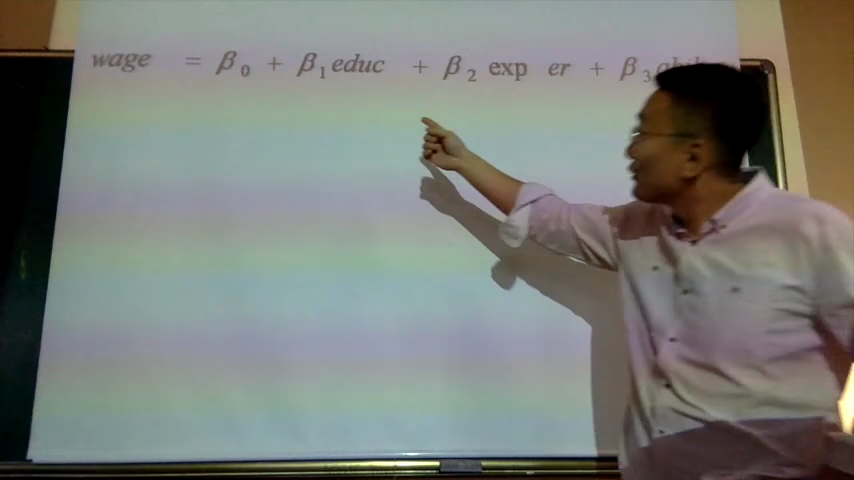 wage = β0 + β1educ + β2 exp er + β3